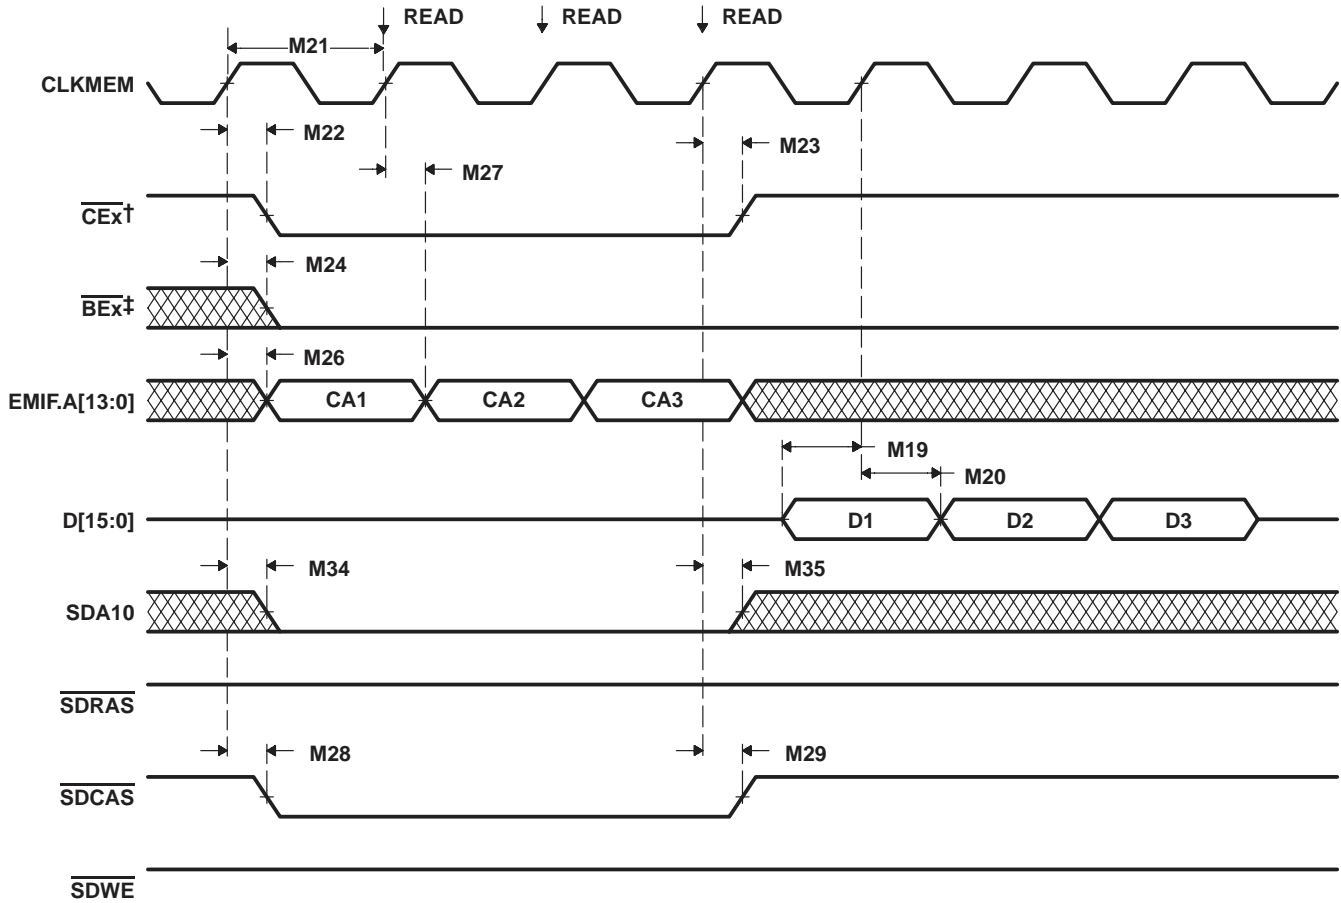 READ READ READ
M21
CLKMEM
M22 M23
M27
CEx†
M24
BEx‡
M26
EMIF.A[13:0] CA1 CA2 CA3
M19
M20
D[15:0] D1 D2 D3
M34 M35
SDA10
SDRAS
M28 M29
SDCAS
SDWE